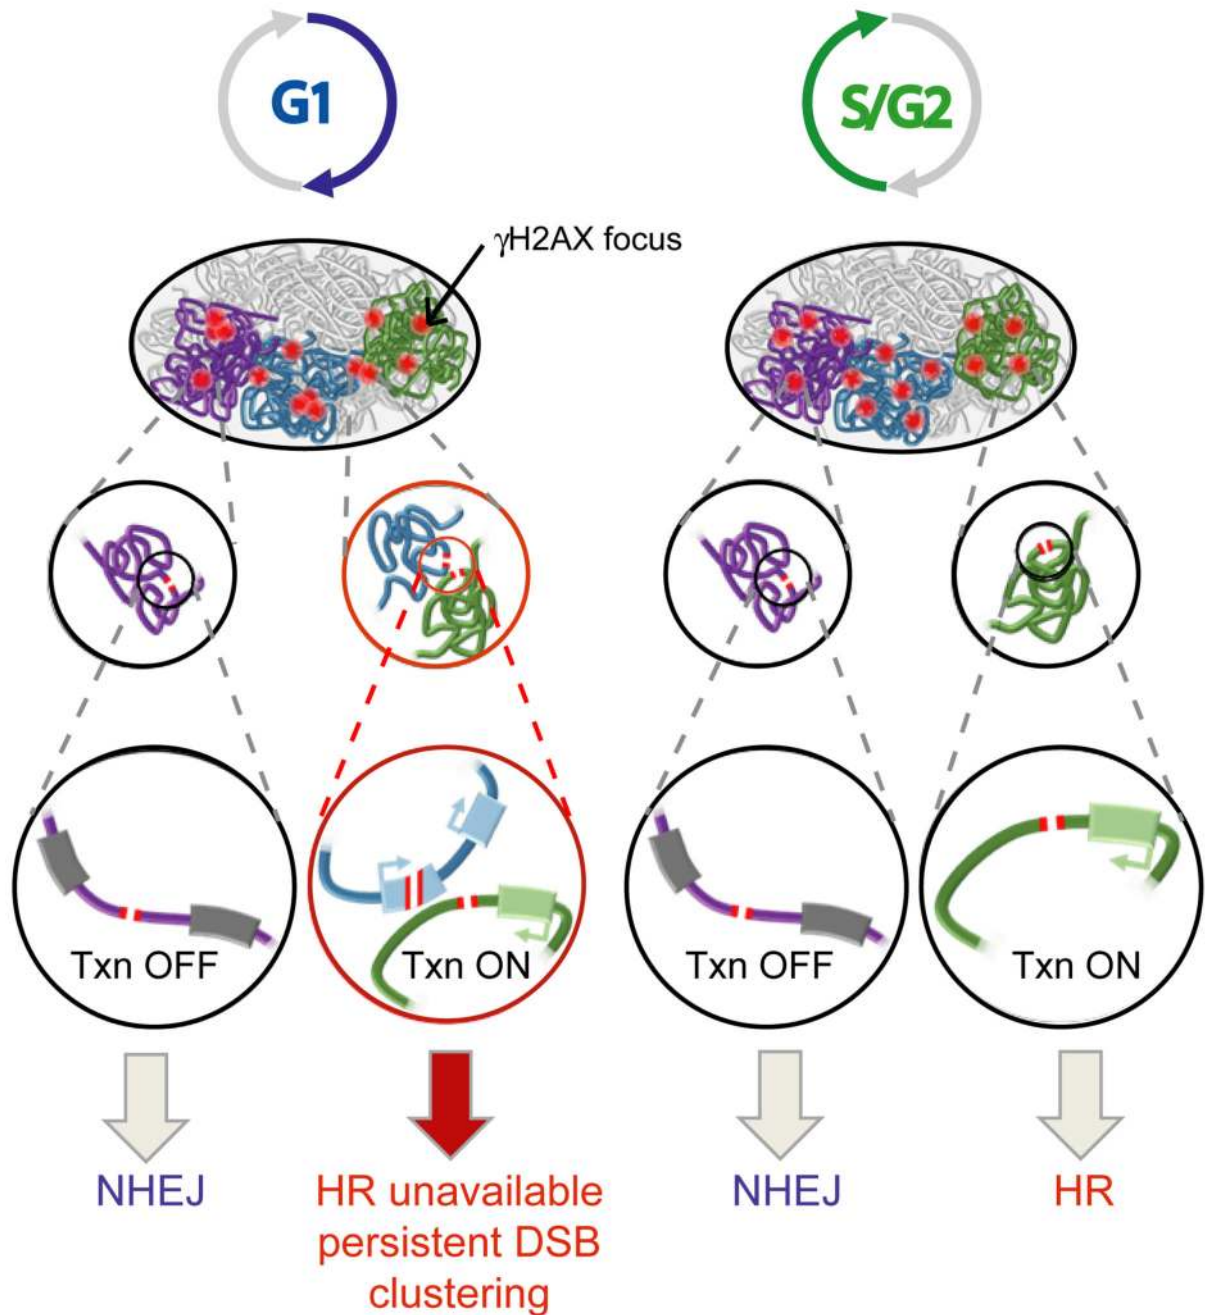 G1
S/G2
γH2AX focus
Txn OFF
Txn ON
Txn OFF
Txn ON
NHEJ
HR unavailable
persistent DSB
clustering
NHEJ
HR